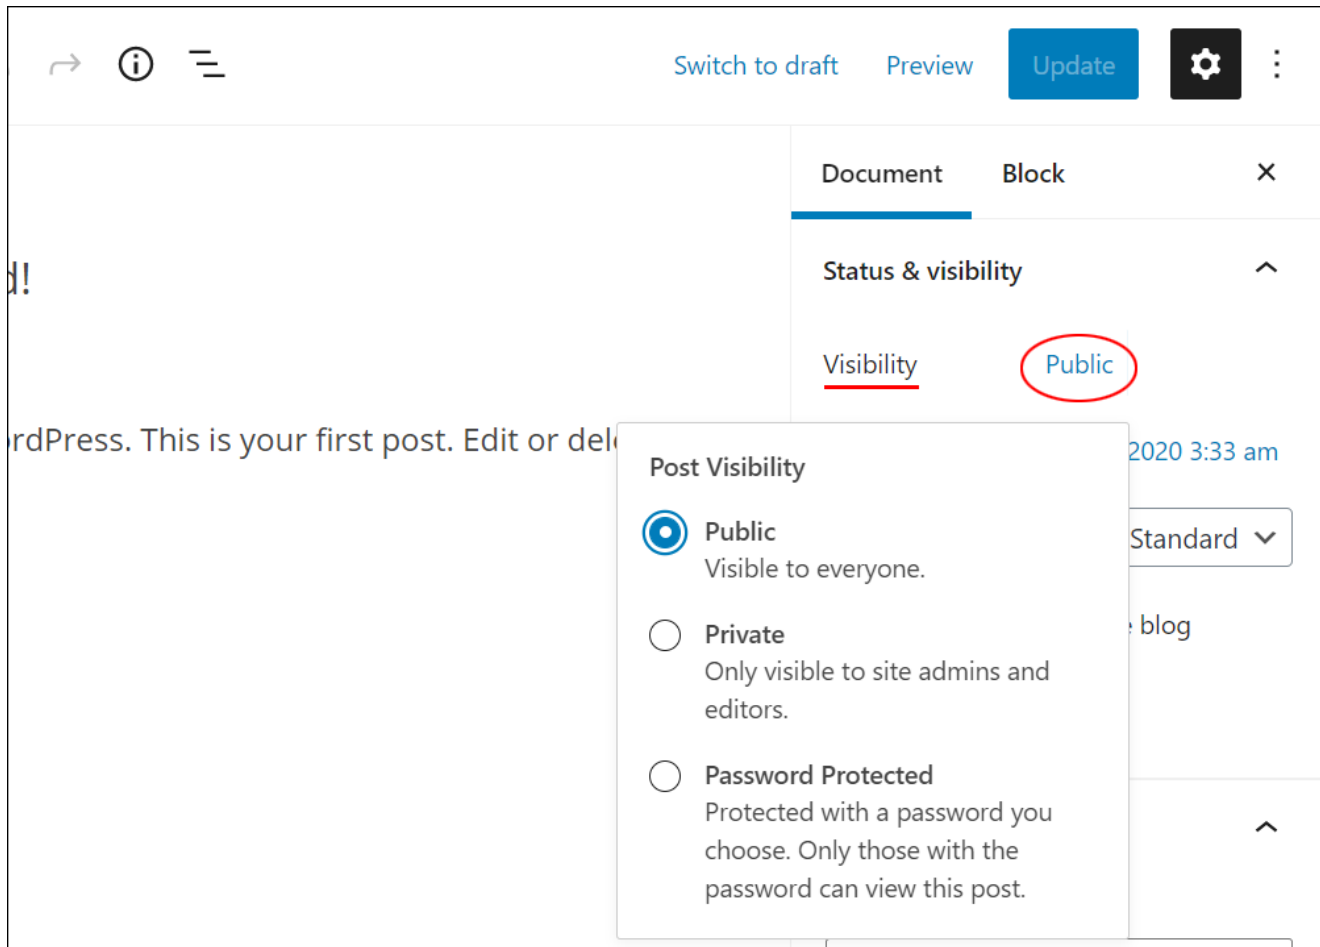 Switch to draft Preview Update
Document Block
Status & visibility
d!
Visibility Public
rdPress. This is your first post. Edit or dele
2020 3:33 am
Post Visibility
Public
Standard
Visible to everyone.
Private
blog
Only visible to site admins and
editors.
Password Protected
Protected with a password you
choose. Only those with the
password can view this post.